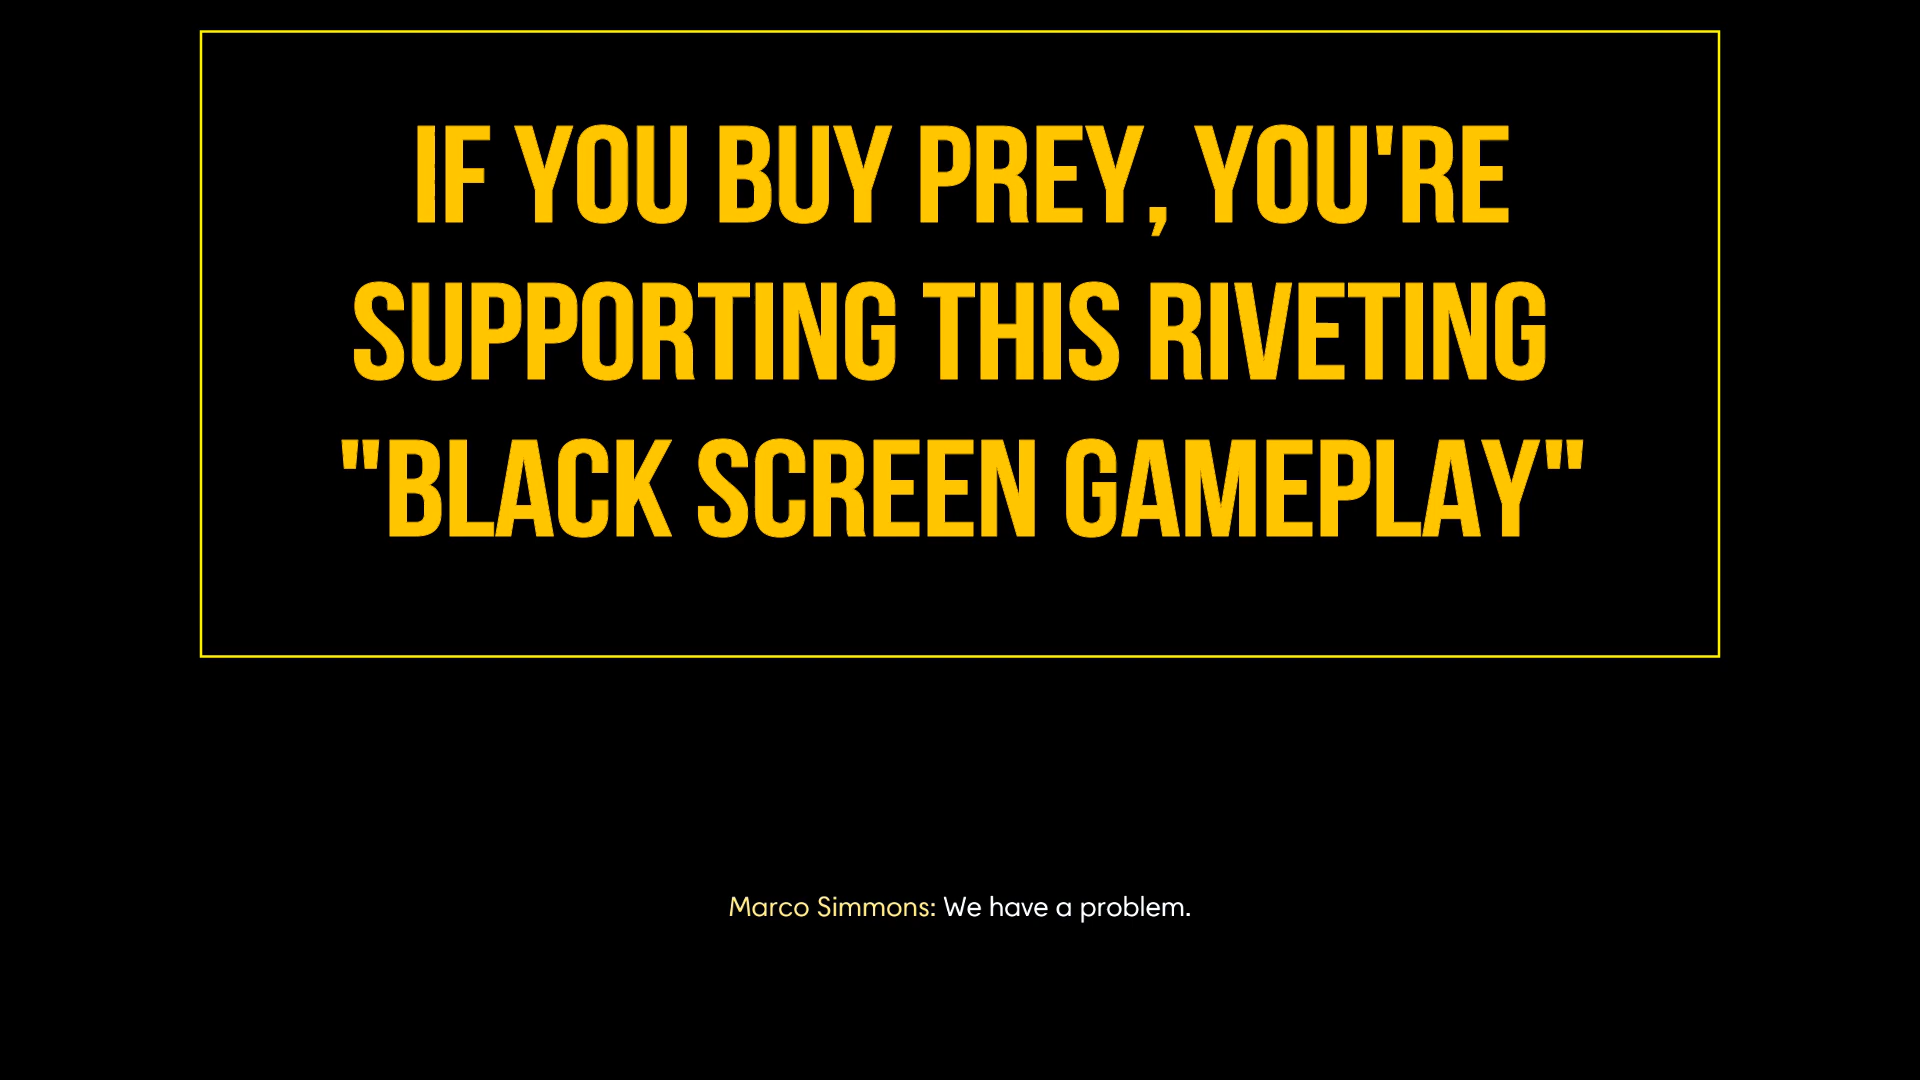 IF YOU BUY PREY, YOU'RE
SUPPORTING THIS RIVETING
"BLACK SCREEN GAMEPLAY"
Marco Simmons: We have a problem.